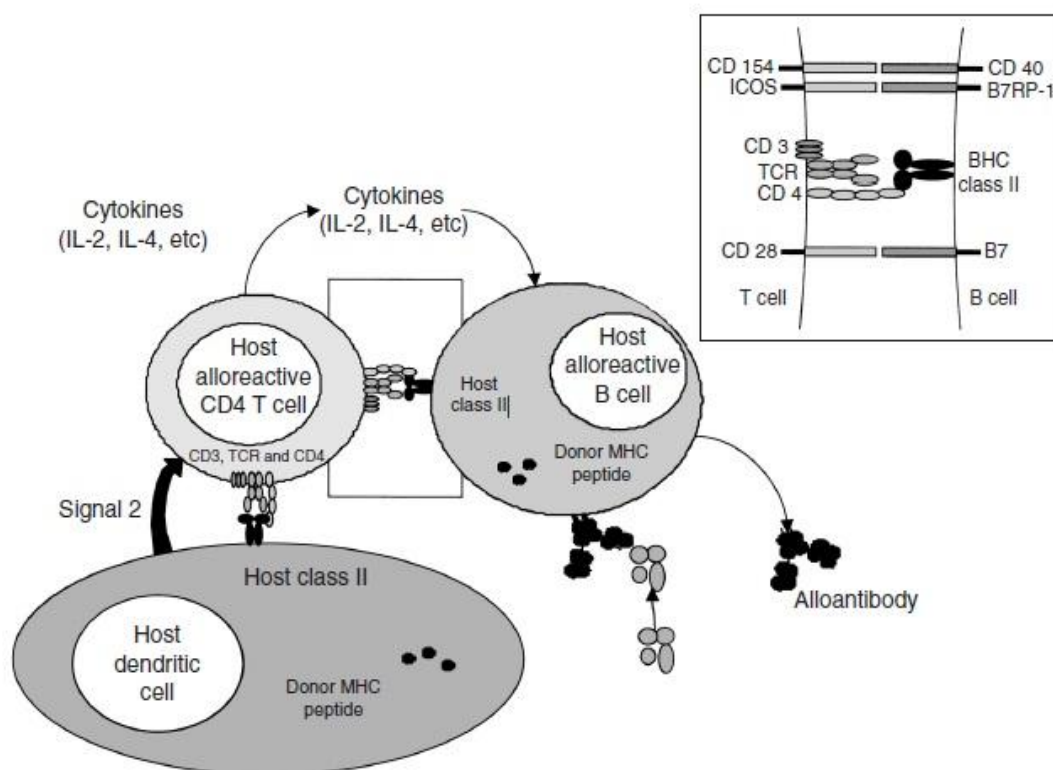 CD 154
CD 40
ICOS
B7RP-1
CD 3
TCR
CD 4
BHC
class II
CD 28
B7
T cell
B cell
Cytokines
(IL-2, IL-4, etc)
Cytokines
(IL-2, IL-4, etc)
Host
alloreactive
CD4 T cell
CD3, TCR and CD4
Host
class II
Host
alloreactive
B cell
Donor MHC
peptide
Signal 2
Alloantibody
Host class II
Host
dendritic
cell
Donor MHC
peptide